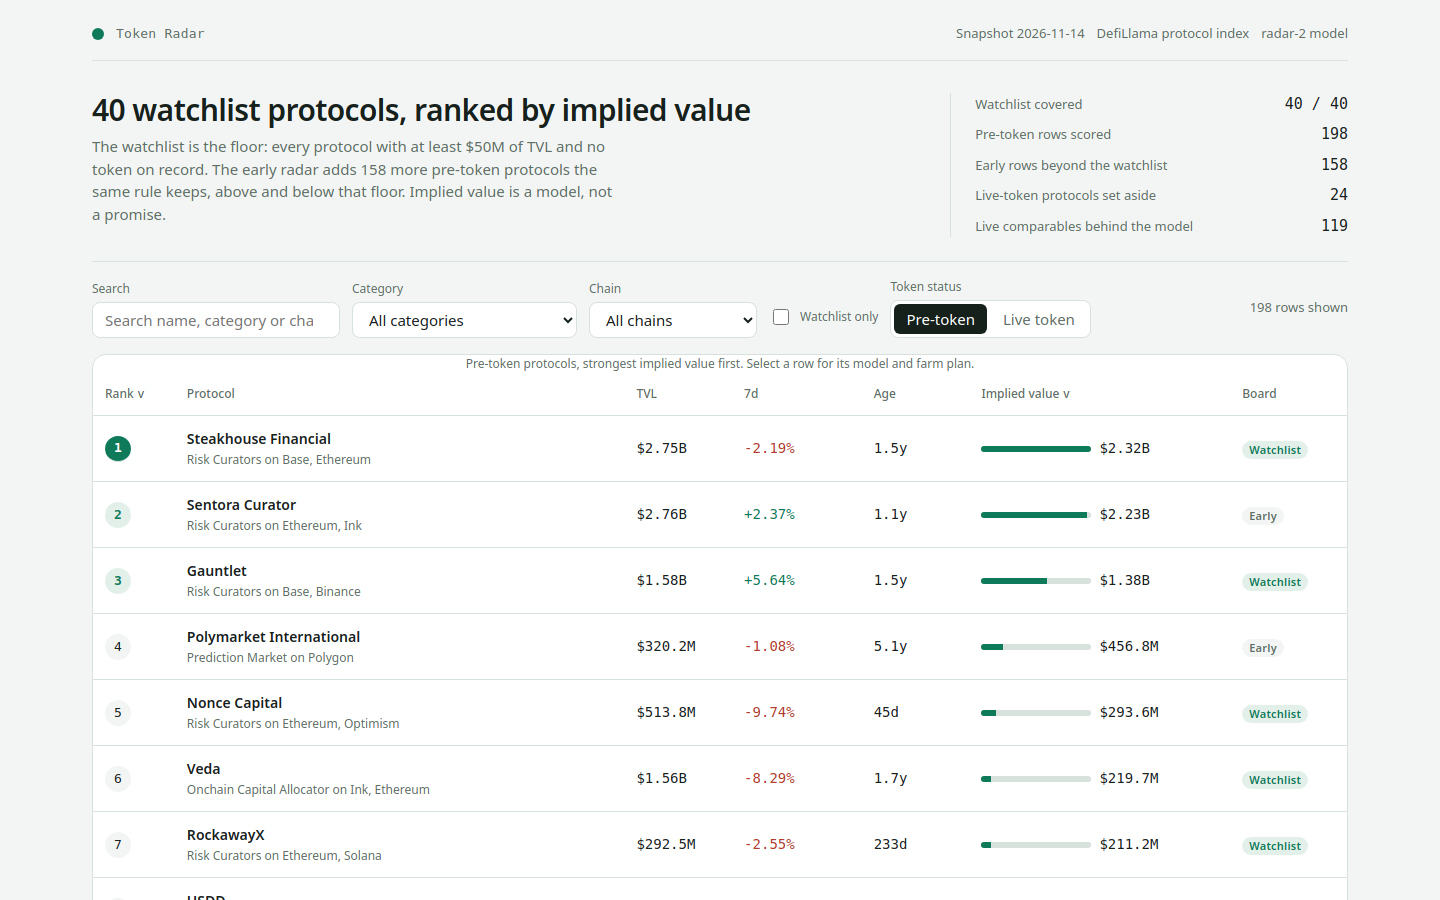 Token Radar
Snapshot 2026-11-14 DefiLlama protocol index radar-2 model
40 watchlist protocols, ranked by implied value
The watchlist is the floor: every protocol with at least $50M of TVL and no
token on record. The early radar adds 158 more pre-token protocols the
same rule keeps, above and below that floor. Implied value is a model, not
a promise.
Watchlist covered 40 / 40
Pre-token rows scored 198
Early rows beyond the watchlist 158
Live-token protocols set aside 24
Live comparables behind the model 119
Search
Category
Chain
Token status
Search name, category or cha
All categories
All chains
Watchlist only
Pre-token
Live token
198 rows shown
Pre-token protocols, strongest implied value first. Select a row for its model and farm plan.
Rank v Protocol TVL 7d Age Implied value v Board
1 Steakhouse Financial $2.75B -2.19% 1.5y $2.32B Watchlist
Risk Curators on Base, Ethereum
2 Sentora Curator $2.76B +2.37% 1.1y $2.23B Early
Risk Curators on Ethereum, Ink
3 Gauntlet $1.58B +5.64% 1.5y $1.38B Watchlist
Risk Curators on Base, Binance
4 Polymarket International $320.2M -1.08% 5.1y $456.8M Early
Prediction Market on Polygon
5 Nonce Capital $513.8M -9.74% 45d $293.6M Watchlist
Risk Curators on Ethereum, Optimism
6 Veda $1.56B -8.29% 1.7y $219.7M Watchlist
Onchain Capital Allocator on Ink, Ethereum
7 RockawayX $292.5M -2.55% 233d $211.2M Watchlist
Risk Curators on Ethereum, Solana